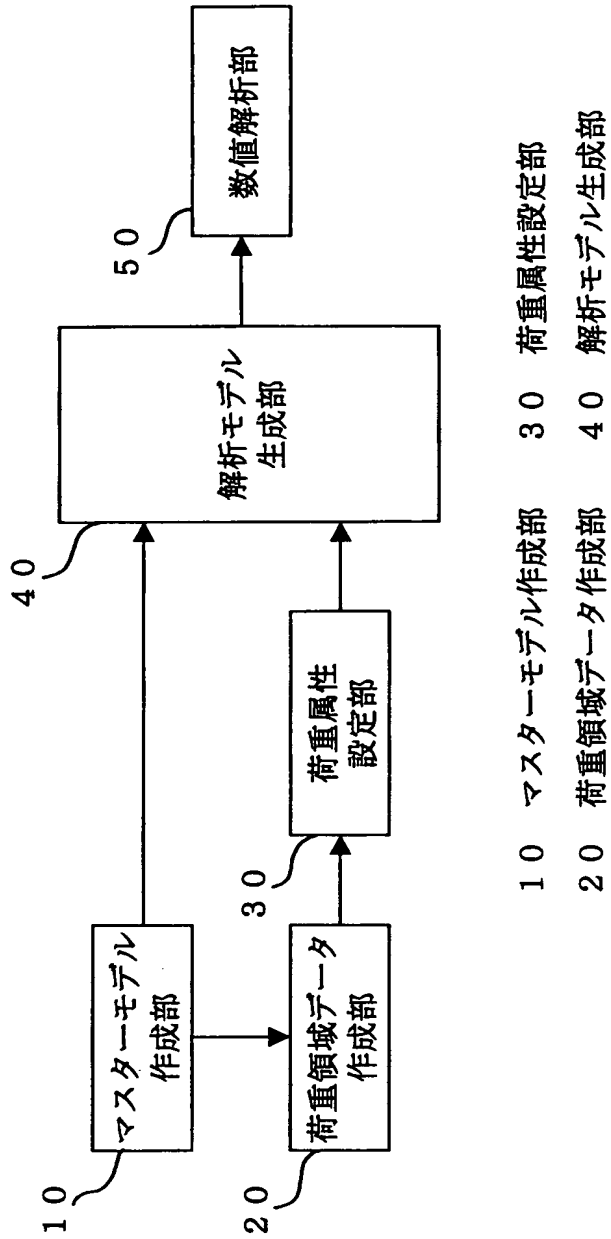 １０
マスターモデル
作成部
２０
荷重領域データ
作成部
３０
荷重属性
設定部
４０
解析モデル
生成部
５０
数値解析部
１０ マスターモデル作成部 ３０ 荷重属性設定部
２０ 荷重領域データ作成部 ４０ 解析モデル生成部